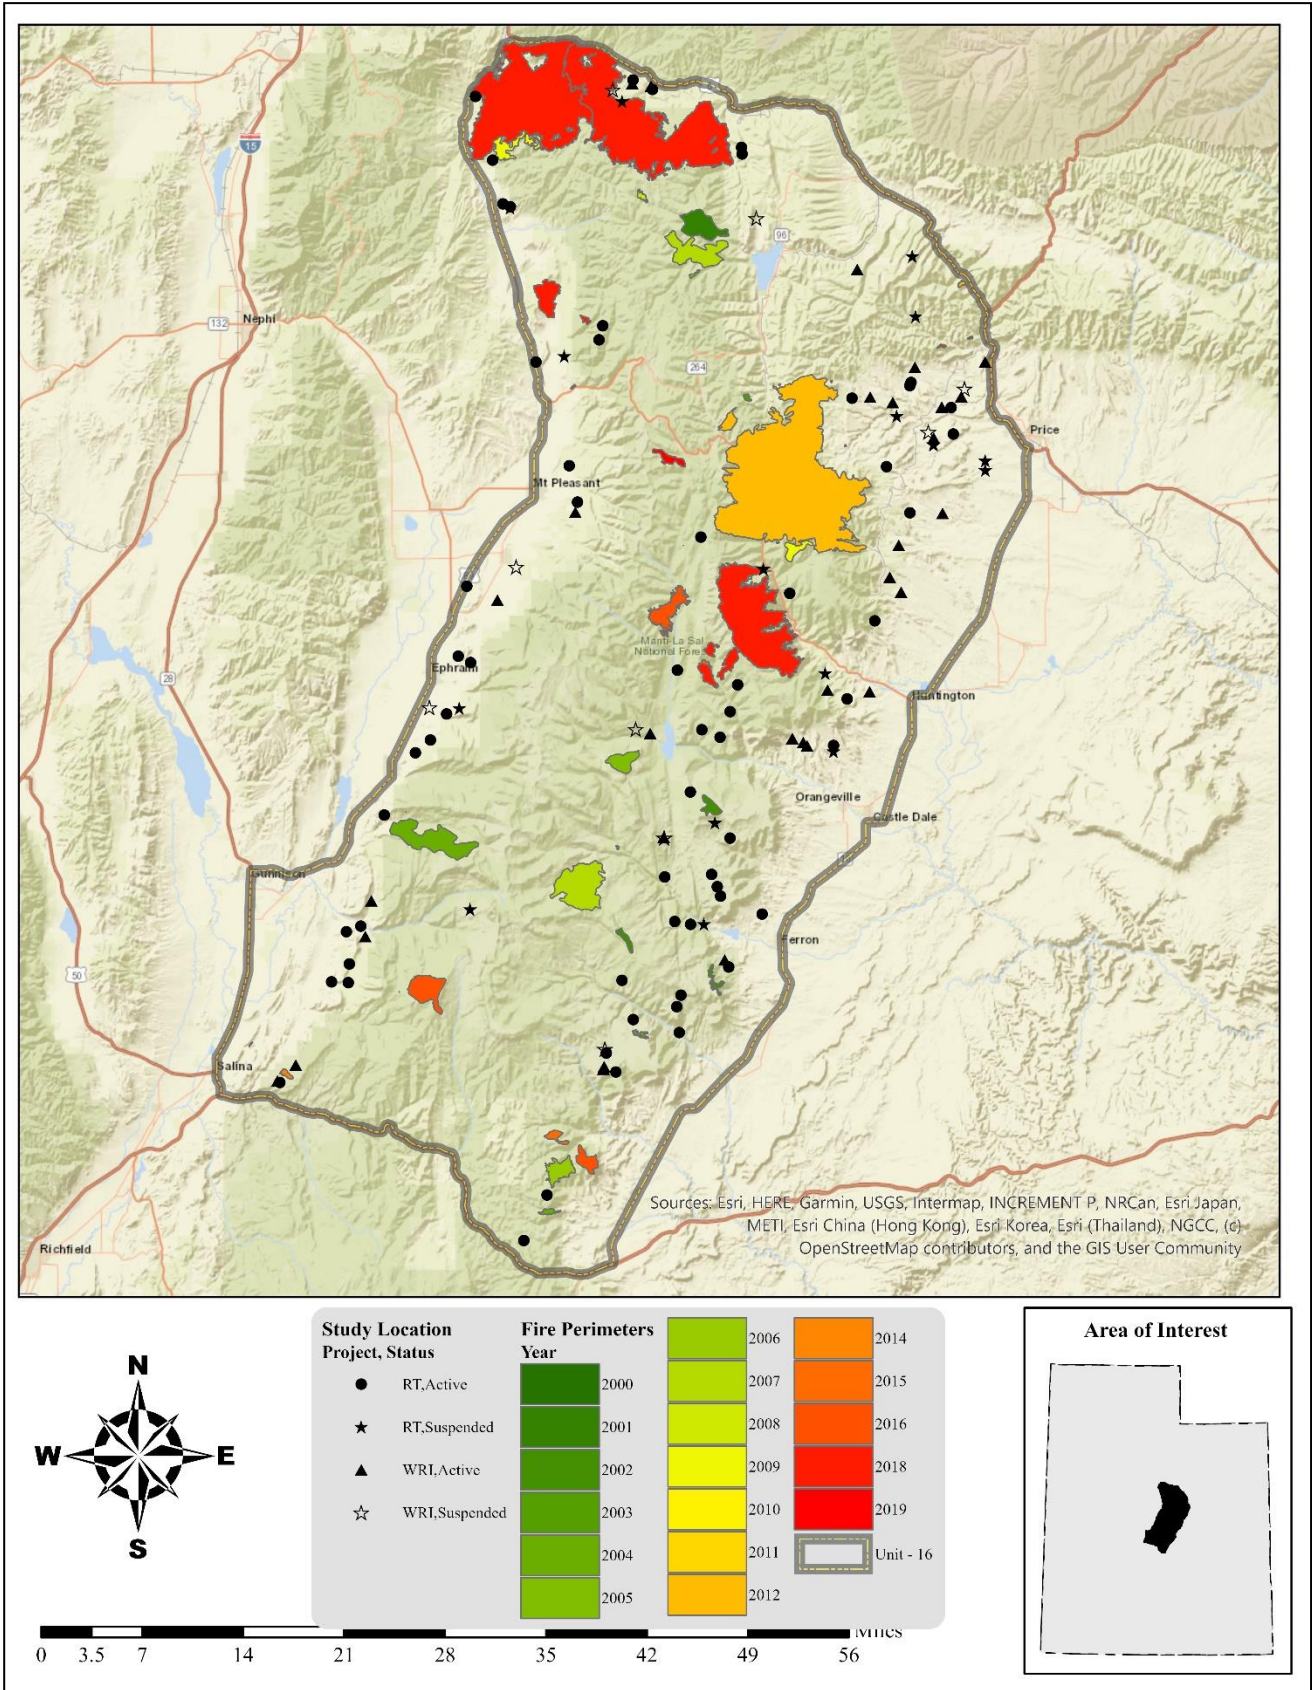 15
96
132
Nephi
264
Price
Mt Pleasant
Manti-La Sal
National Forest
28
Ephraim
Huntington
Orangeville
Castle Dale
Gunnison
Ferron
50
Salina
Richfield
Sources: Esri, HERE, Garmin, USGS, Intermap, INCREMENT P, NRCan, Esri Japan,
METI, Esri China (Hong Kong), Esri Korea, Esri (Thailand), NGCC, (c)
OpenStreetMap contributors, and the GIS User Community
N
W E
S
Study Location
Project, Status
RT,Active
RT,Suspended
WRI,Active
WRI,Suspended
Fire Perimeters
Year
2000
2001
2002
2003
2004
2005
2006
2007
2008
2009
2010
2011
2012
2014
2015
2016
2018
2019
Unit - 16
Area of Interest
Miles
0 3.5 7 14 21 28 35 42 49 56